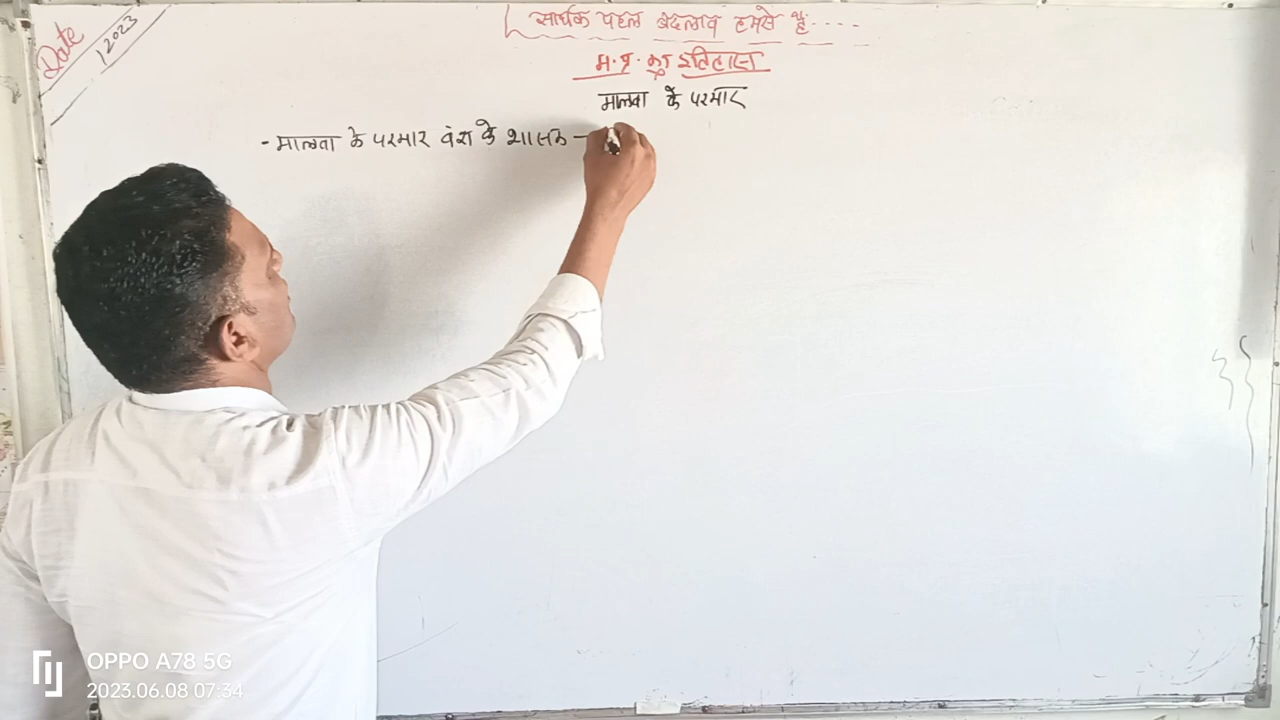 Date
/ 2023
सार्थक पहल बदलाव हमसे है.....
म.प्र. का इतिहास
मालवा के परमार
- मालवा के परमार वंश के शासक -
OPPO A78 5G
2023.06.08 07:34